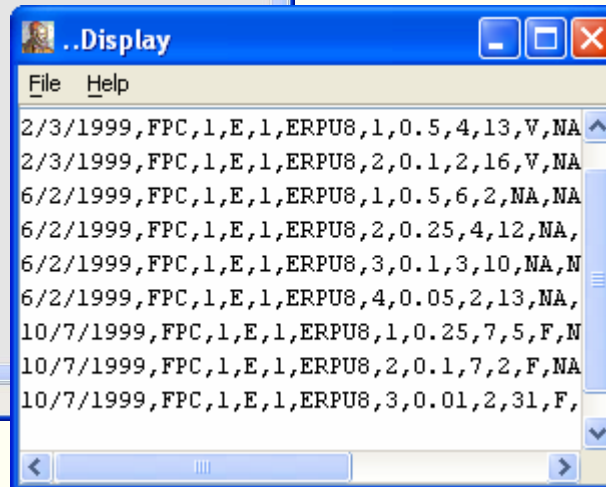 ..Display
File Help
2/3/1999,FPC,1,E,1,ERPU8,1,0.5,4,13,V,NA
2/3/1999,FPC,1,E,1,ERPU8,2,0.1,2,16,V,NA
6/2/1999,FPC,1,E,1,ERPU8,1,0.5,6,2,NA,NA
6/2/1999,FPC,1,E,1,ERPU8,2,0.25,4,12,NA,
6/2/1999,FPC,1,E,1,ERPU8,3,0.1,3,10,NA,N
6/2/1999,FPC,1,E,1,ERPU8,4,0.05,2,13,NA,
10/7/1999,FPC,1,E,1,ERPU8,1,0.25,7,5,F,N
10/7/1999,FPC,1,E,1,ERPU8,2,0.1,7,2,F,NA
10/7/1999,FPC,1,E,1,ERPU8,3,0.01,2,31,F,